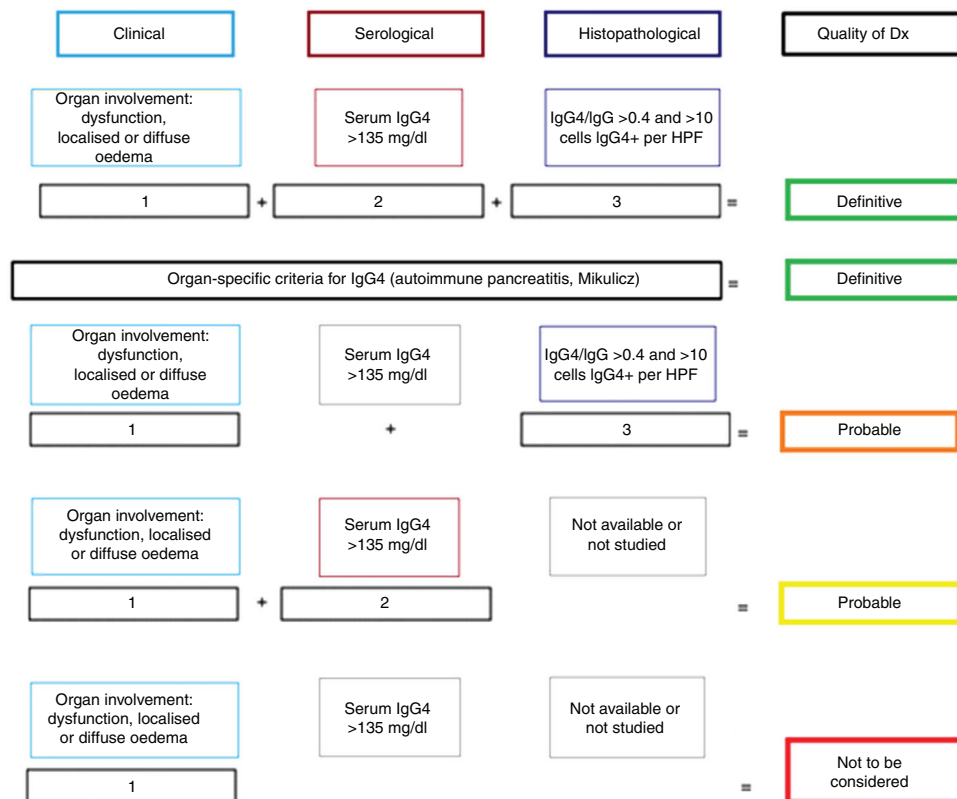 Clinical
Serological
Histopathological
Quality of Dx
Organ involvement:
dysfunction,
localised or diffuse
oedema
Serum IgG4
>135 mg/dl
IgG4/IgG >0.4 and >10
cells IgG4+ per HPF
1
+
2
+
3
=
Definitive
Organ-specific criteria for IgG4 (autoimmune pancreatitis, Mikulicz)
=
Definitive
Organ involvement:
dysfunction,
localised or diffuse
oedema
Serum IgG4
>135 mg/dl
IgG4/IgG >0.4 and >10
cells IgG4+ per HPF
1
+
3
=
Probable
Organ involvement:
dysfunction, localised
or diffuse oedema
Serum IgG4
>135 mg/dl
Not available or
not studied
1
+
2
=
Probable
Organ involvement:
dysfunction, localised
or diffuse oedema
Serum IgG4
>135 mg/dl
Not available or
not studied
1
=
Not to be
considered